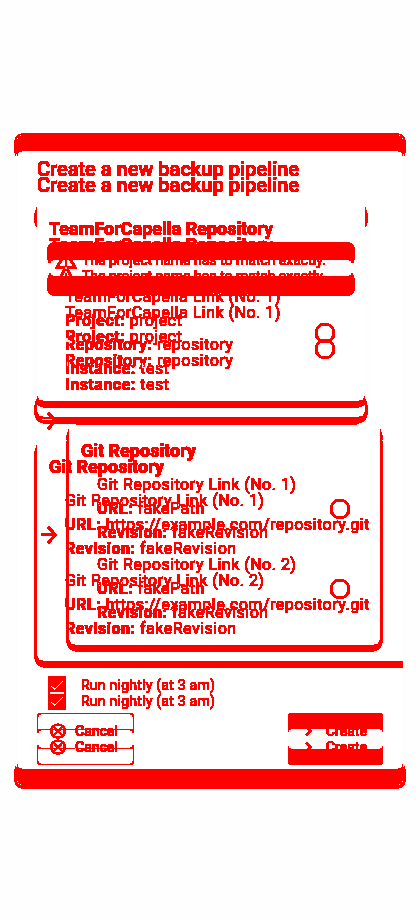 Create a new backup pipeline
Create a new backup pipeline
TeamForCapella Repository
TeamForCapella Repository
The project name has to match exactly.
The project name has to match exactly.
TeamForCapella Link (No. 1)
TeamForCapella Link (No. 1)
Project: project
Project: project
Repository: repository
Repository: repository
Instance: test
Instance: test
Git Repository
Git Repository
Git Repository Link (No. 1)
Git Repository Link (No. 1)
URL: fakePath
URL: https://example.com/repository.git
Revision: fakeRevision
Revision: fakeRevision
Git Repository Link (No. 2)
Git Repository Link (No. 2)
URL: fakePath
URL: https://example.com/repository.git
Revision: fakeRevision
Revision: fakeRevision
Run nightly (at 3 am)
Run nightly (at 3 am)
Cancel Create
Cancel Create